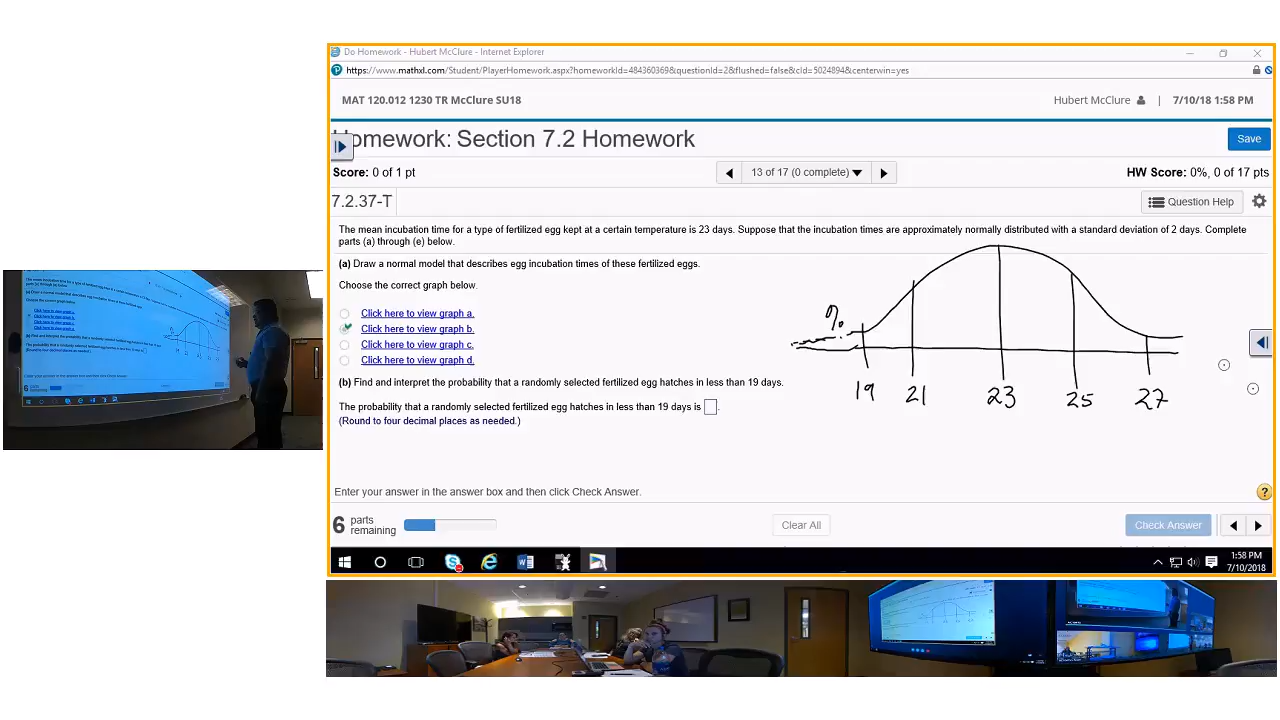 Do Homework - Hubert McClure - Internet Explorer
https://www.mathxl.com/Student/PlayerHomework.aspx?homeworkId=484360369&questionId=2&flushed=false&cId=5024894&centerwin=yes
MAT 120.012 1230 TR McClure SU18
Hubert McClure | 7/10/18 1:58 PM
omework: Section 7.2 Homework
Save
Score: 0 of 1 pt
13 of 17 (0 complete)
HW Score: 0%, 0 of 17 pts
7.2.37-T
Question Help
The mean incubation time for a type of fertilized egg kept at a certain temperature is 23 days. Suppose that the incubation times are approximately normally distributed with a standard deviation of 2 days. Complete
parts (a) through (e) below.
(a) Draw a normal model that describes egg incubation times of these fertilized eggs.
Choose the correct graph below.
Click here to view graph a.
Click here to view graph b.
Click here to view graph c.
Click here to view graph d.
%
19 21 23 25 27
(b) Find and interpret the probability that a randomly selected fertilized egg hatches in less than 19 days.
The probability that a randomly selected fertilized egg hatches in less than 19 days is .
(Round to four decimal places as needed.)
Enter your answer in the answer box and then click Check Answer.
?
6 parts
remaining
Clear All
Check Answer
1:58 PM
7/10/2018